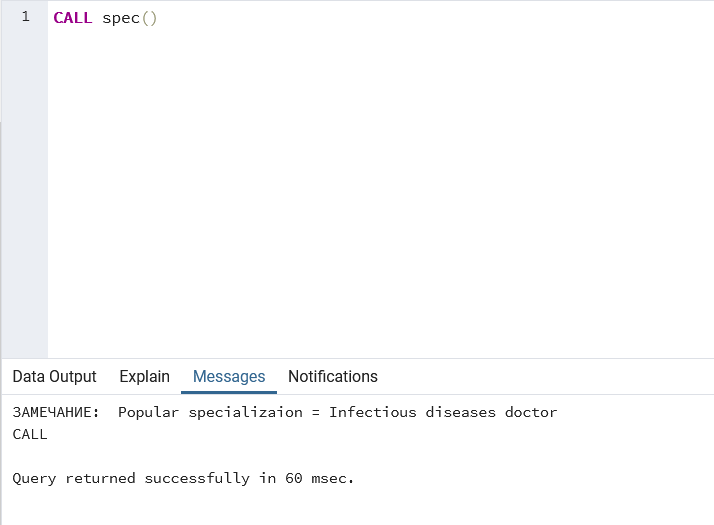 1 CALL spec()
Data Output Explain Messages Notifications
ЗАМЕЧАНИЕ: Popular specializaion = Infectious diseases doctor
CALL
Query returned successfully in 60 msec.